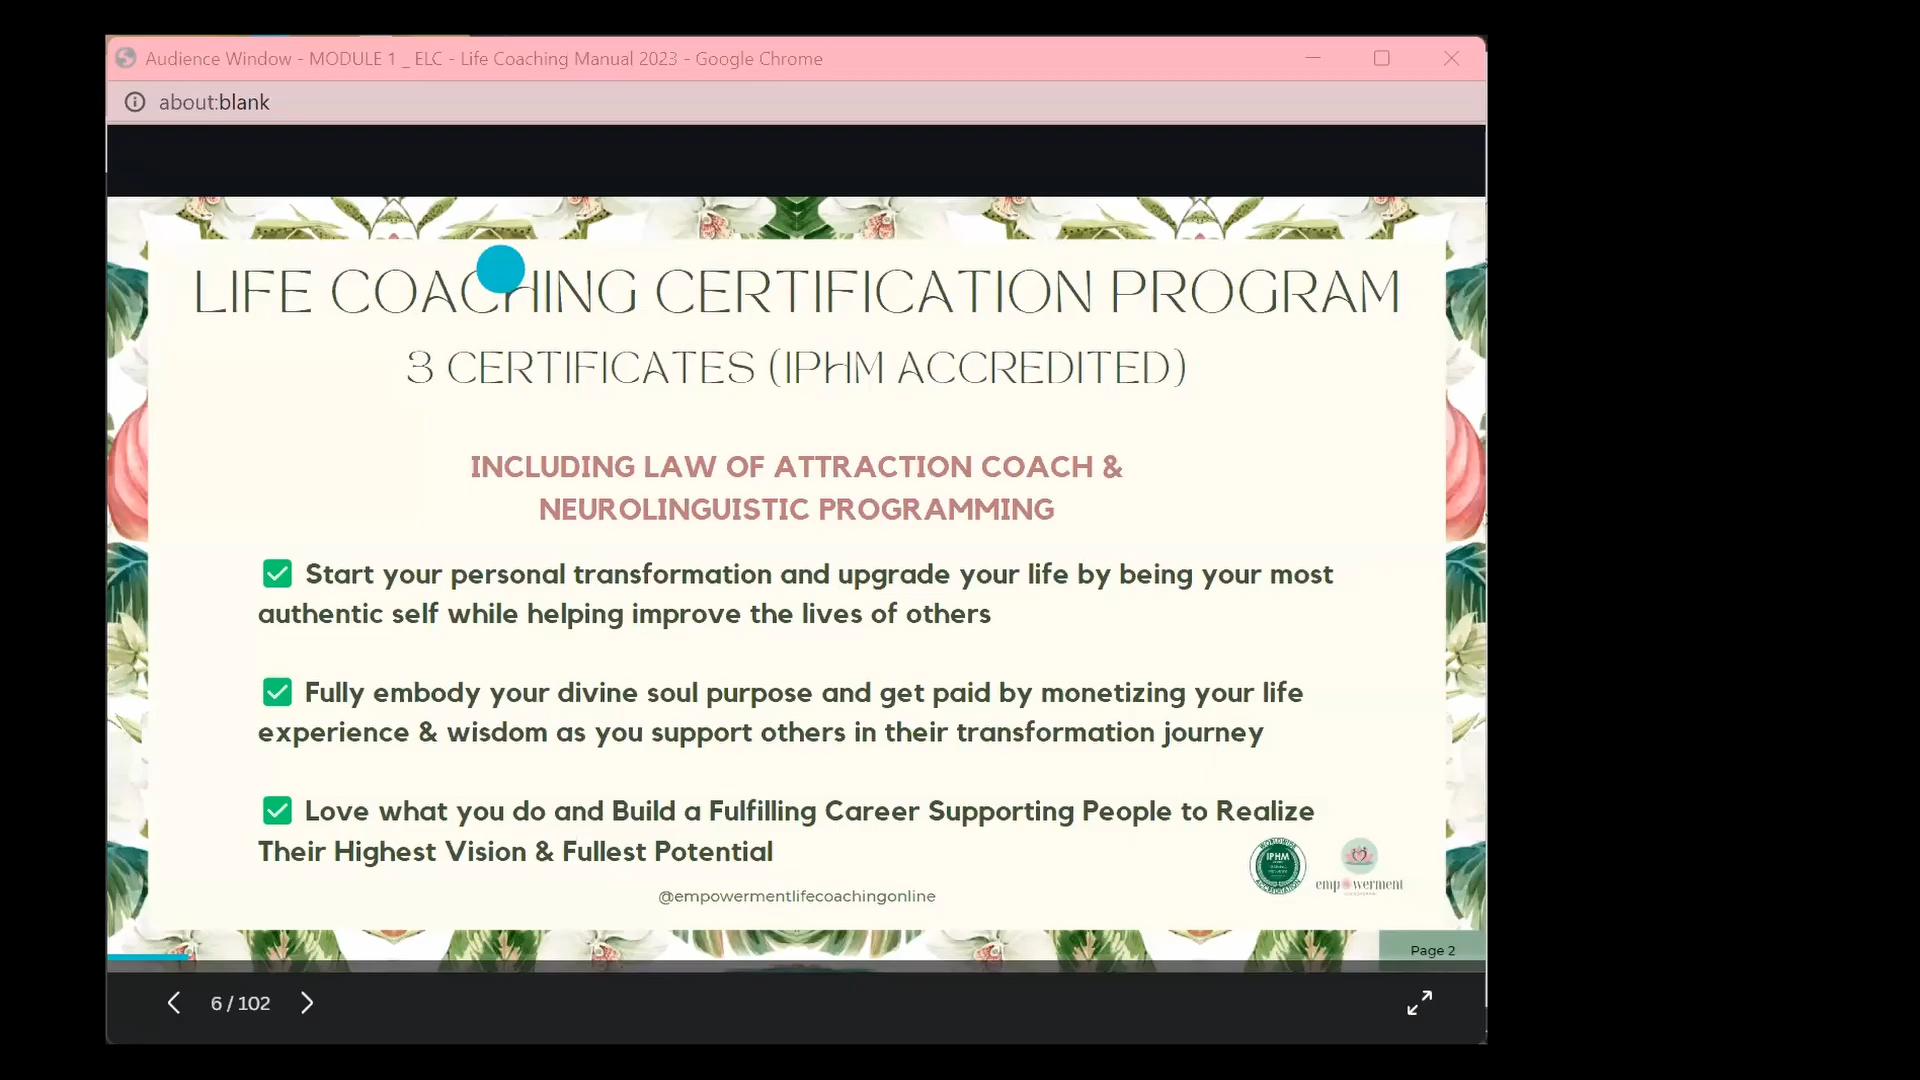 Audience Window - MODULE 1 _ ELC - Life Coaching Manual 2023 - Google Chrome
about:blank
LIFE COACHING CERTIFICATION PROGRAM
3 CERTIFICATES (IPHM ACCREDITED)
INCLUDING LAW OF ATTRACTION COACH &
NEUROLINGUISTIC PROGRAMMING
✅ Start your personal transformation and upgrade your life by being your most
authentic self while helping improve the lives of others
✅ Fully embody your divine soul purpose and get paid by monetizing your life
experience & wisdom as you support others in their transformation journey
✅ Love what you do and Build a Fulfilling Career Supporting People to Realize
Their Highest Vision & Fullest Potential
IPHM
empowerment
@empowermentlifecoachingonline
Page 2
6 / 102